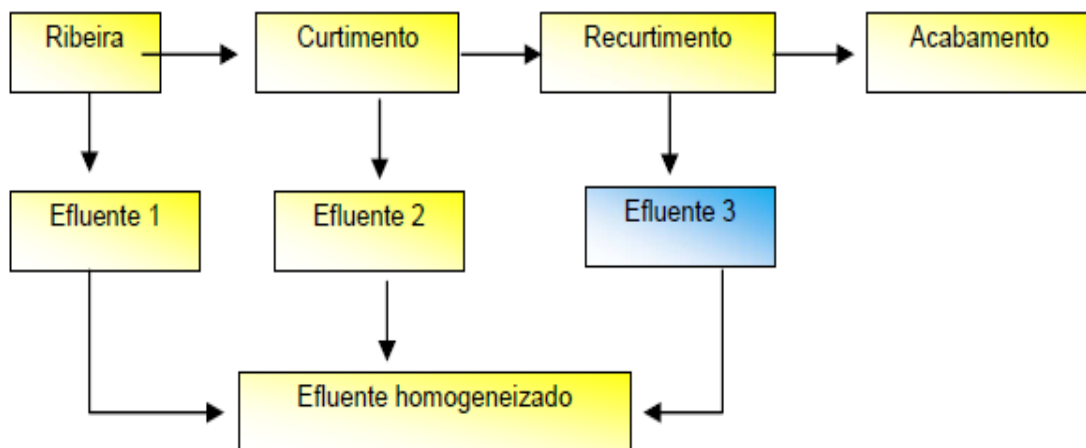 Ribeira
Curtimento
Recurtimento
Acabamento
Efluente 1
Efluente 2
Efluente 3
Efluente homogeneizado